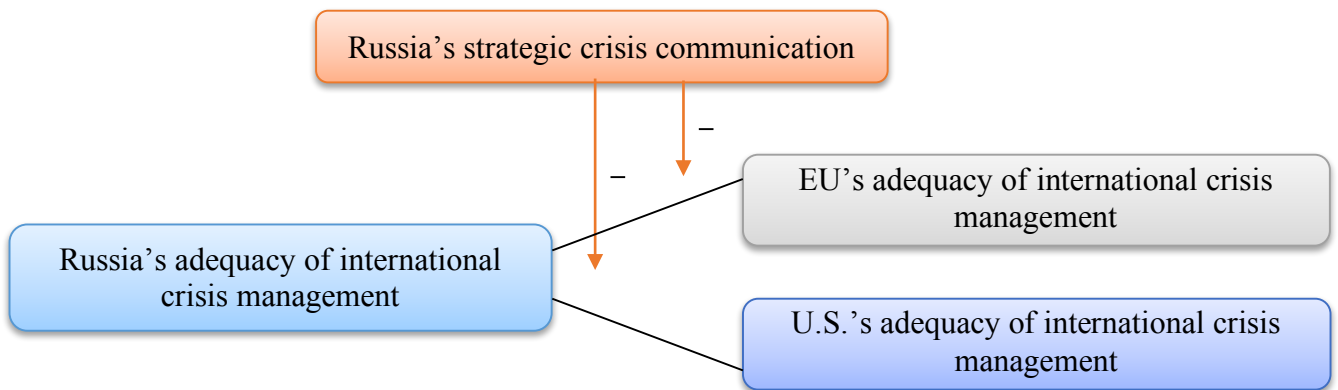 Russia’s strategic crisis communication
–
–
EU’s adequacy of international crisis
management
Russia’s adequacy of international
crisis management
U.S.’s adequacy of international crisis
management